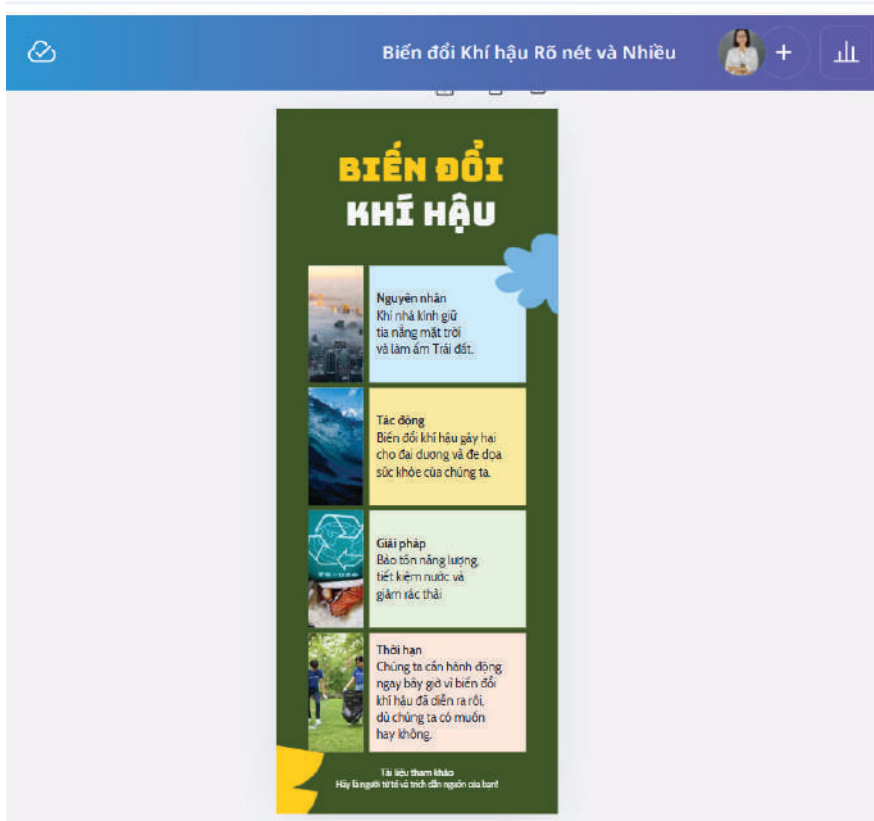 Biến đổi Khí hậu Rõ nét và Nhiều
BIẾN ĐỔI
KHÍ HẬU
Nguyên nhân
Khí nhà kính giữ
tia nắng mặt trời
và làm ấm Trái đất.
Tác động
Biến đổi khí hậu gây hại
cho đại dương và đe dọa
sức khỏe của chúng ta.
Giải pháp
Bảo tồn năng lượng,
tiết kiệm nước và
giảm rác thải
Thời hạn
Chúng ta cần hành động
ngay bây giờ vì biến đổi
khí hậu đã diễn ra rồi,
dù chúng ta có muốn
hay không.
Tài liệu tham khảo
Hãy là người tử tế và trích dẫn nguồn của bạn!